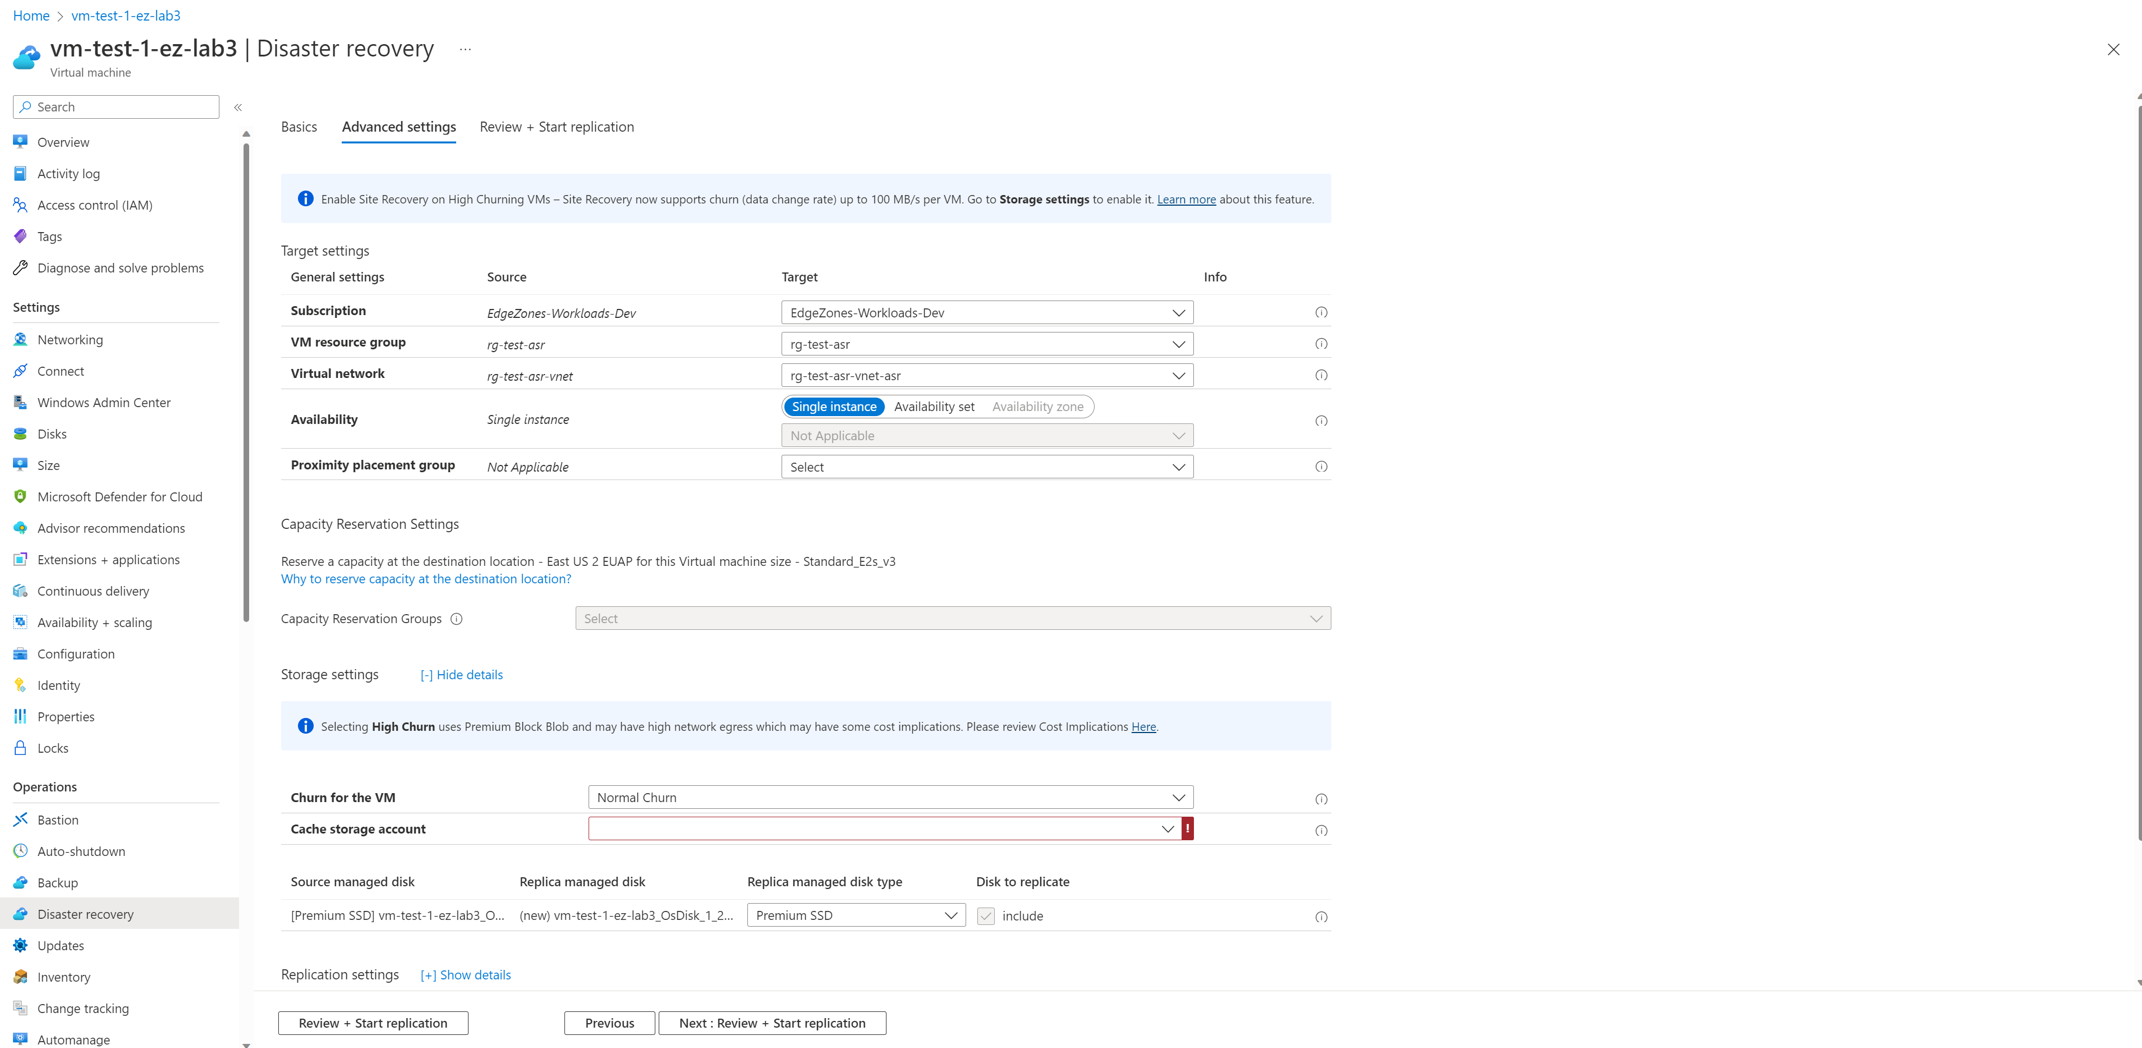 Home > vm-test-1-ez-lab3
vm-test-1-ez-lab3 | Disaster recovery ...
Virtual machine
Search
Overview
Activity log
Access control (IAM)
Tags
Diagnose and solve problems
Settings
Networking
Connect
Windows Admin Center
Disks
Size
Microsoft Defender for Cloud
Advisor recommendations
Extensions + applications
Continuous delivery
Availability + scaling
Configuration
Identity
Properties
Locks
Operations
Bastion
Auto-shutdown
Backup
Disaster recovery
Updates
Inventory
Change tracking
Automanage
Basics Advanced settings Review + Start replication
Enable Site Recovery on High Churning VMs – Site Recovery now supports churn (data change rate) up to 100 MB/s per VM. Go to Storage settings to enable it. Learn more about this feature.
Target settings
General settings Source Target Info
Subscription EdgeZones-Workloads-Dev EdgeZones-Workloads-Dev
VM resource group rg-test-asr rg-test-asr
Virtual network rg-test-asr-vnet rg-test-asr-vnet-asr
Availability Single instance Single instance Availability set Availability zone
Not Applicable
Proximity placement group Not Applicable Select
Capacity Reservation Settings
Reserve a capacity at the destination location - East US 2 EUAP for this Virtual machine size - Standard_E2s_v3
Why to reserve capacity at the destination location?
Capacity Reservation Groups Select
Storage settings [-] Hide details
Selecting High Churn uses Premium Block Blob and may have high network egress which may have some cost implications. Please review Cost Implications Here.
Churn for the VM Normal Churn
Cache storage account !
Source managed disk Replica managed disk Replica managed disk type Disk to replicate
[Premium SSD] vm-test-1-ez-lab3_O... (new) vm-test-1-ez-lab3_OsDisk_1_2... Premium SSD include
Replication settings [+] Show details
Review + Start replication Previous Next : Review + Start replication